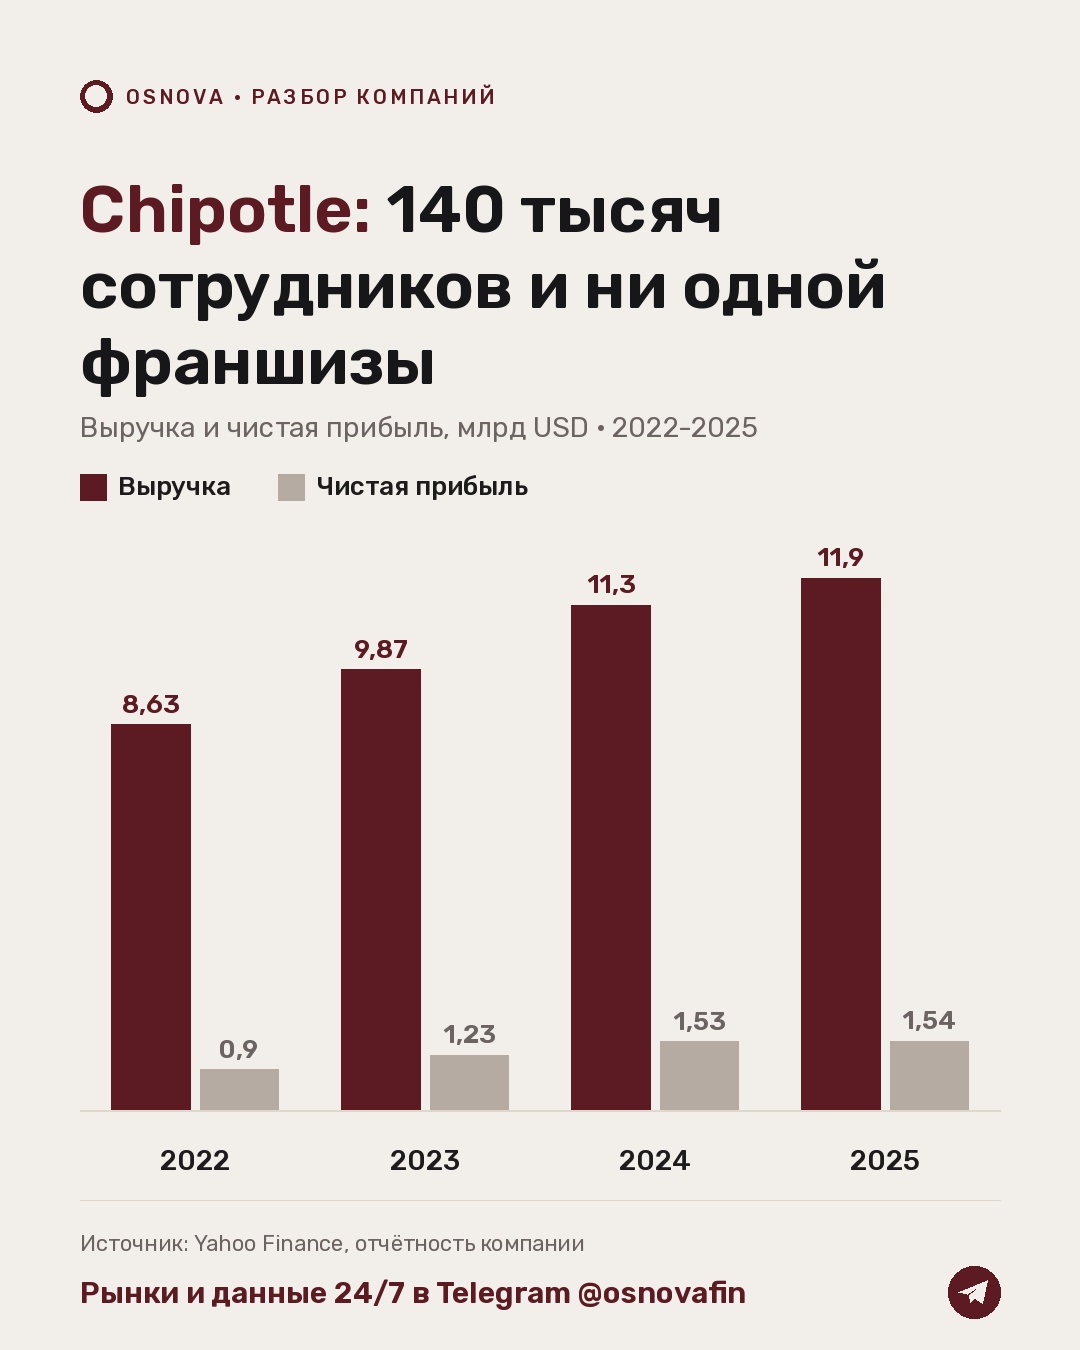 OSNOVA • РАЗБОР КОМПАНИЙ
Chipotle: 140 тысяч
сотрудников и ни одной
франшизы
Выручка и чистая прибыль, млрд USD • 2022–2025
Выручка Чистая прибыль
8,63 0,9 9,87 1,23 11,3 1,53 11,9 1,54
2022 2023 2024 2025
Источник: Yahoo Finance, отчётность компании
Рынки и данные 24/7 в Telegram @osnovafin